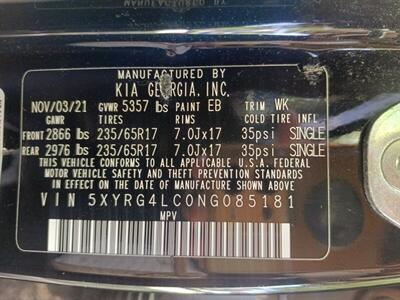 MANUFACTURED BY
KIA GEORGIA, INC.
NOV/03/21 GVWR 5357 lbs PAINT EB TRIM WK
GAWR TIRES RIMS COLD TIRE INFL
FRONT 2866 lbs 235/65R17 7.0Jx17 35psi SINGLE
REAR 2976 lbs 235/65R17 7.0Jx17 35psi SINGLE
THIS VEHICLE CONFORMS TO ALL APPLICABLE U.S.A. FEDERAL
MOTOR VEHICLE SAFETY AND THEFT PREVENTION STANDARDS IN
EFFECT ON THE DATE OF MANUFACTURE SHOWN ABOVE.
VIN 5XYRG4LC0NG085181
MPV